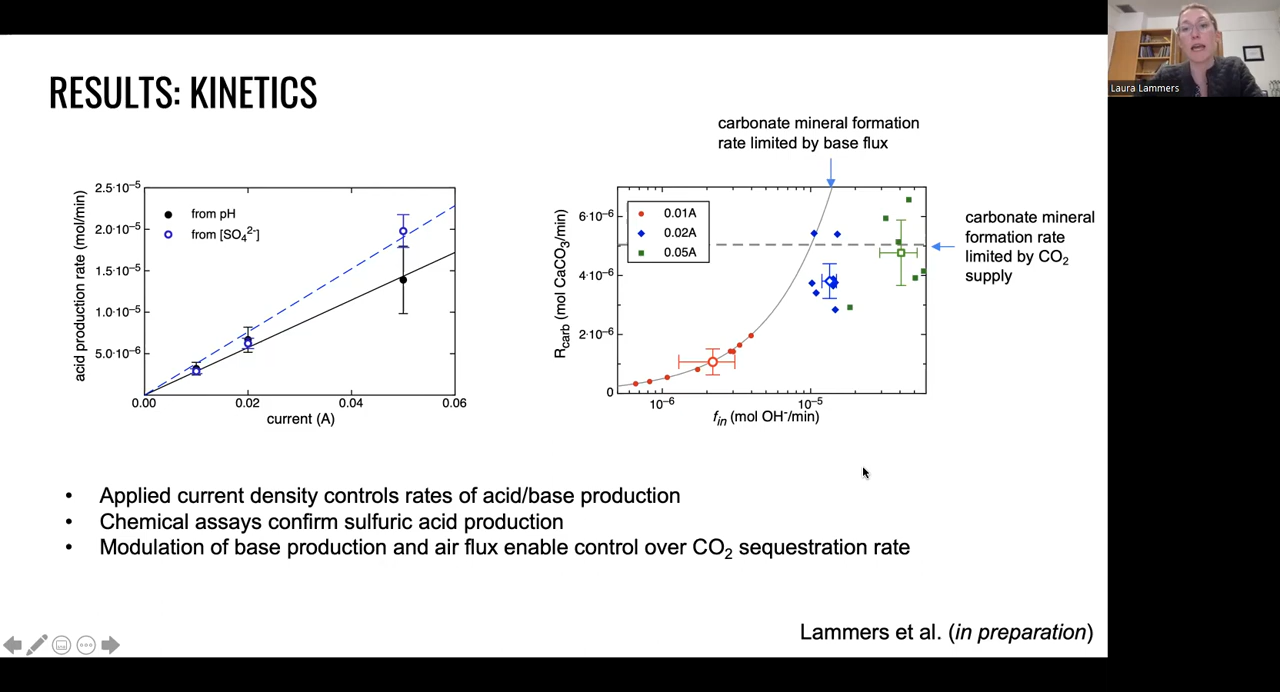 RESULTS: KINETICS
Laura Lammers
carbonate mineral formation
rate limited by base flux
acid production rate (mol/min)
2.5·10⁻⁵
2.0·10⁻⁵
1.5·10⁻⁵
1.0·10⁻⁵
5.0·10⁻⁶
from pH
from [SO₄²⁻]
0.00
0.02
0.04
0.06
current (A)
R_carb (mol CaCO₃/min)
6·10⁻⁶
4·10⁻⁶
2·10⁻⁶
0
0.01A
0.02A
0.05A
10⁻⁶
10⁻⁵
f_in (mol OH⁻/min)
carbonate mineral
formation rate
limited by CO₂
supply
• Applied current density controls rates of acid/base production
• Chemical assays confirm sulfuric acid production
• Modulation of base production and air flux enable control over CO₂ sequestration rate
Lammers et al. (in preparation)